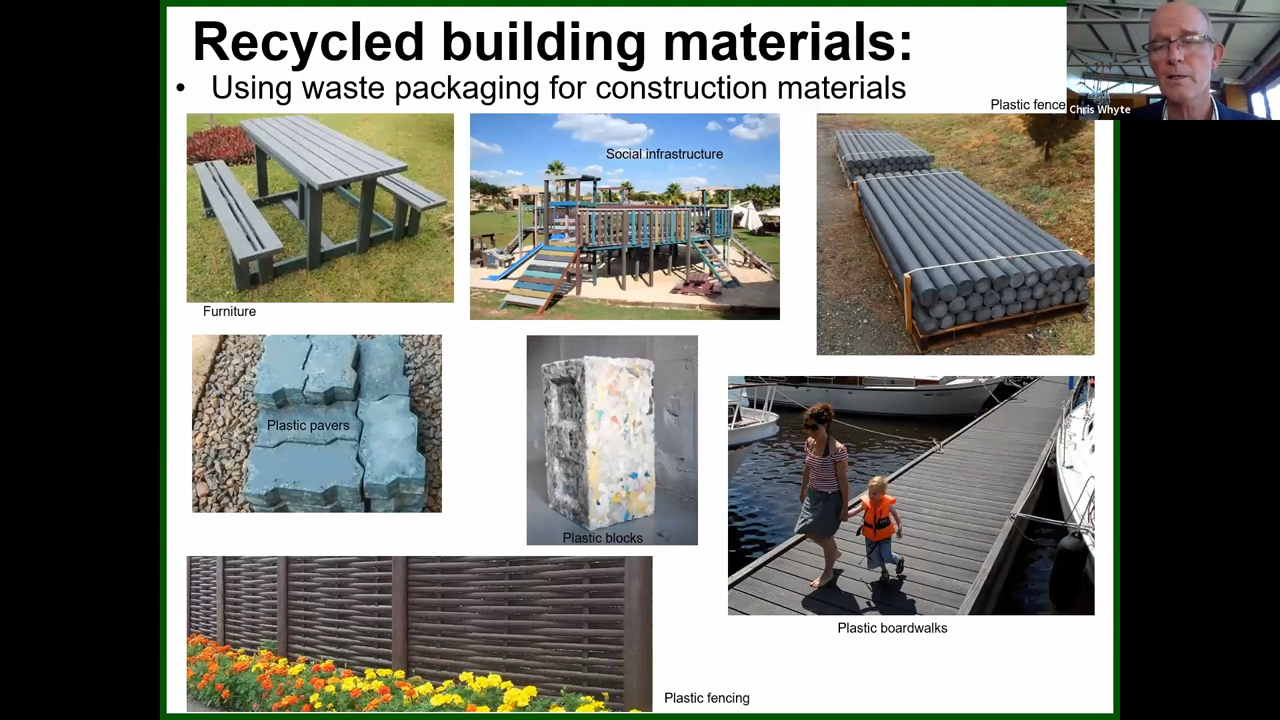 Recycled building materials:
• Using waste packaging for construction materials
Plastic fence
Chris Whyte
Social infrastructure
Furniture
Plastic pavers
Plastic blocks
Plastic boardwalks
Plastic fencing